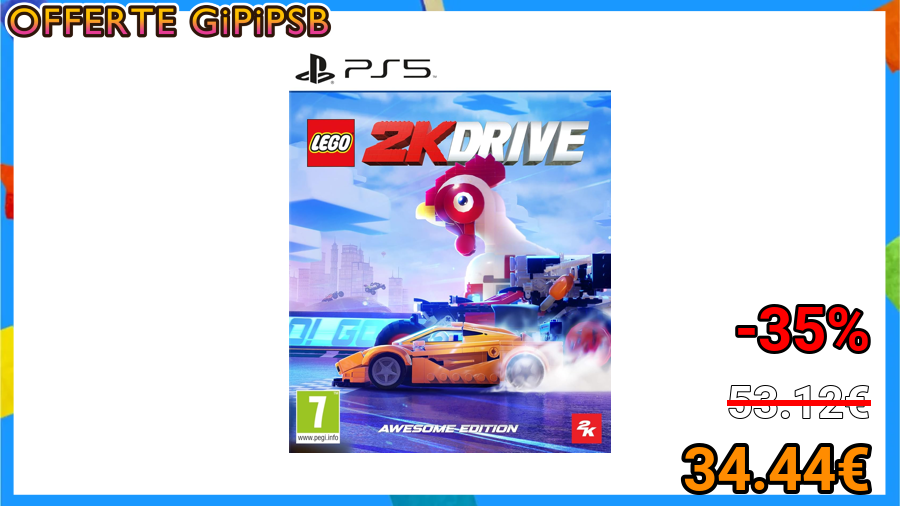 OFFERTE GiPiPSB
PS5
LEGO 2K DRIVE
-35%
53.12€
34.44€
7
www.pegi.info
AWESOME EDITION
2K